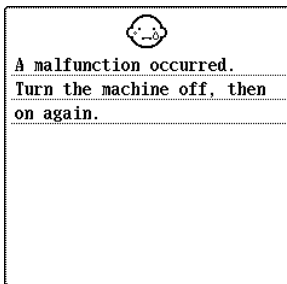 A malfunction occurred.
Turn the machine off, then
on again.